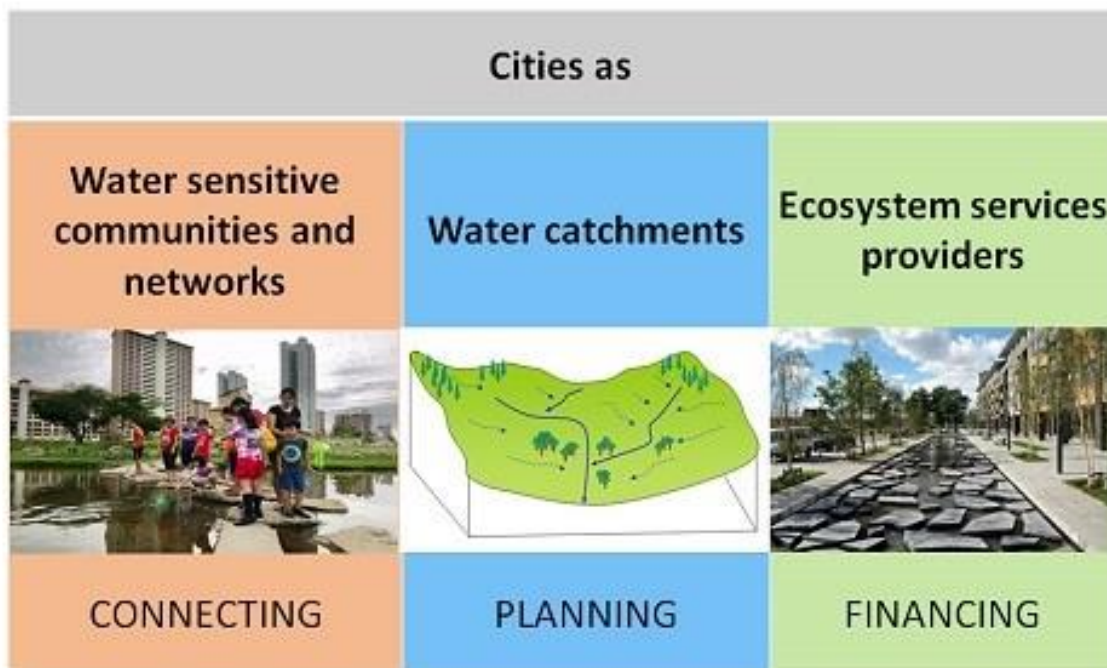 Cities as
Water sensitive
communities and
networks
Water catchments
Ecosystem services
providers
CONNECTING
PLANNING
FINANCING